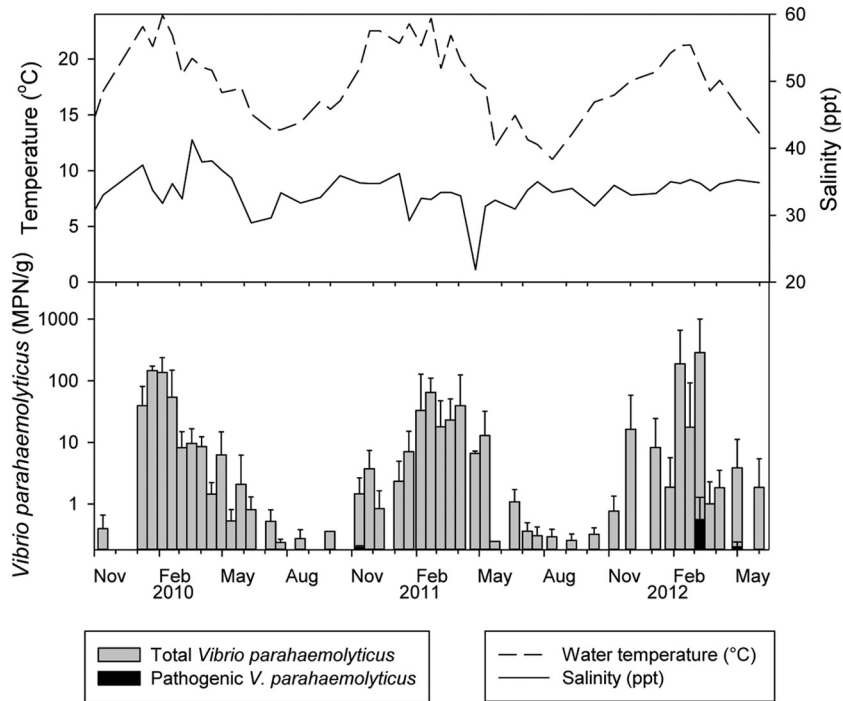 Temperature (°C)
20
15
10
5
0
60
50
40
30
20
Salinity (ppt)
Vibrio parahaemolyticus (MPN/g)
1000
100
10
1
Nov Feb May Aug Nov Feb May Aug Nov Feb May
2010 2011 2012
Total Vibrio parahaemolyticus
Pathogenic V. parahaemolyticus
Water temperature (°C)
Salinity (ppt)